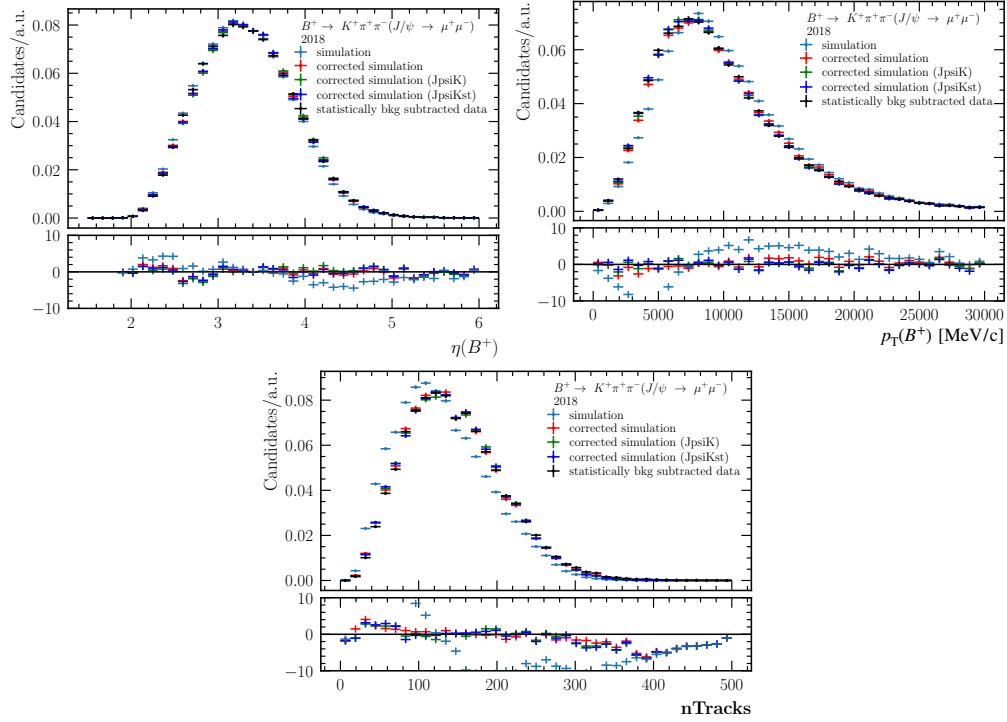 B⁺ → K⁺π⁺π⁻(J/ψ → μ⁺μ⁻)
2018
simulation
corrected simulation
corrected simulation (JpsiK)
corrected simulation (JpsiKst)
statistically bkg subtracted data
Candidates/a.u.
0.08
0.06
0.04
0.02
0.00
10
0
−10
2 3 4 5 6
η(B⁺)
B⁺ → K⁺π⁺π⁻(J/ψ → μ⁺μ⁻)
2018
simulation
corrected simulation
corrected simulation (JpsiK)
corrected simulation (JpsiKst)
statistically bkg subtracted data
Candidates/a.u.
0.06
0.04
0.02
0.00
10
0
−10
0 5000 10000 15000 20000 25000 30000
p_T(B⁺) [MeV/c]
B⁺ → K⁺π⁺π⁻(J/ψ → μ⁺μ⁻)
2018
simulation
corrected simulation
corrected simulation (JpsiK)
corrected simulation (JpsiKst)
statistically bkg subtracted data
Candidates/a.u.
0.08
0.06
0.04
0.02
0.00
10
0
−10
0 100 200 300 400 500
nTracks